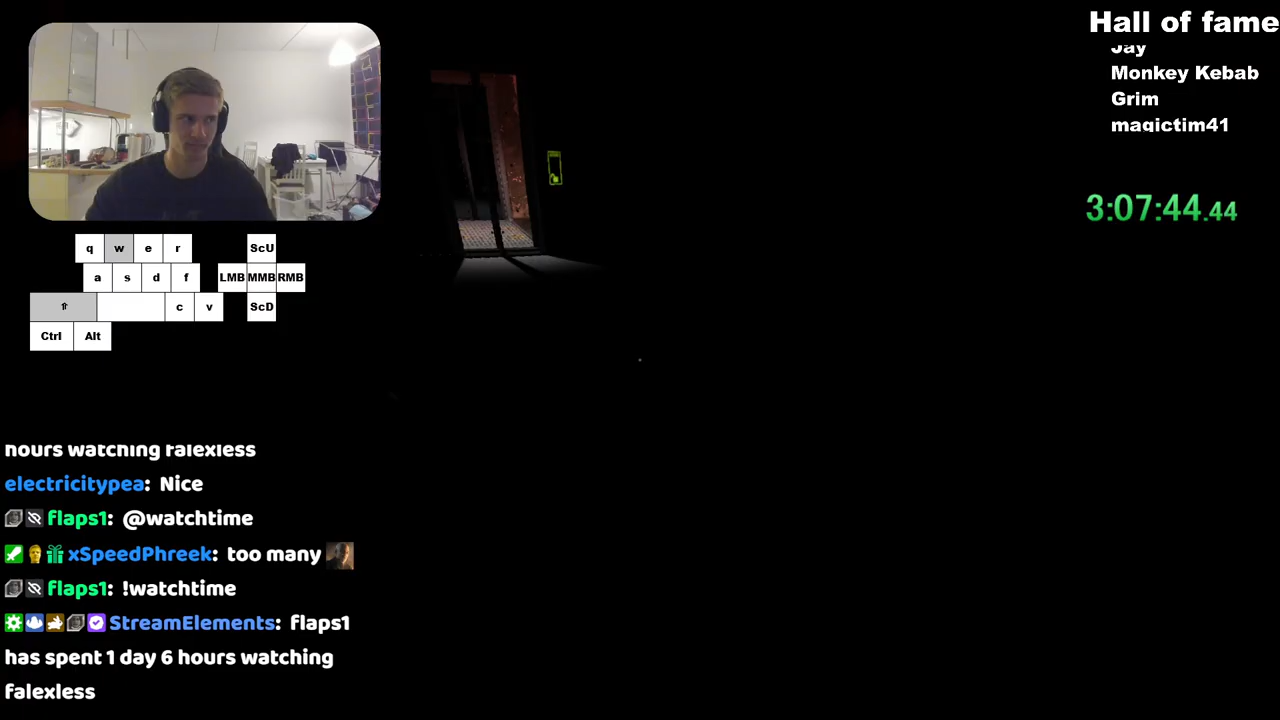 Hall of fame
Jay
Monkey Kebab
Grim
magictim41
3:07:44.44
q w e r ScU
a s d f LMB MMB RMB
⇧ c v ScD
Ctrl Alt
hours watching falexless
electricitypea: Nice
flaps1: @watchtime
xSpeedPhreek: too many
flaps1: !watchtime
StreamElements: flaps1
has spent 1 day 6 hours watching
falexless